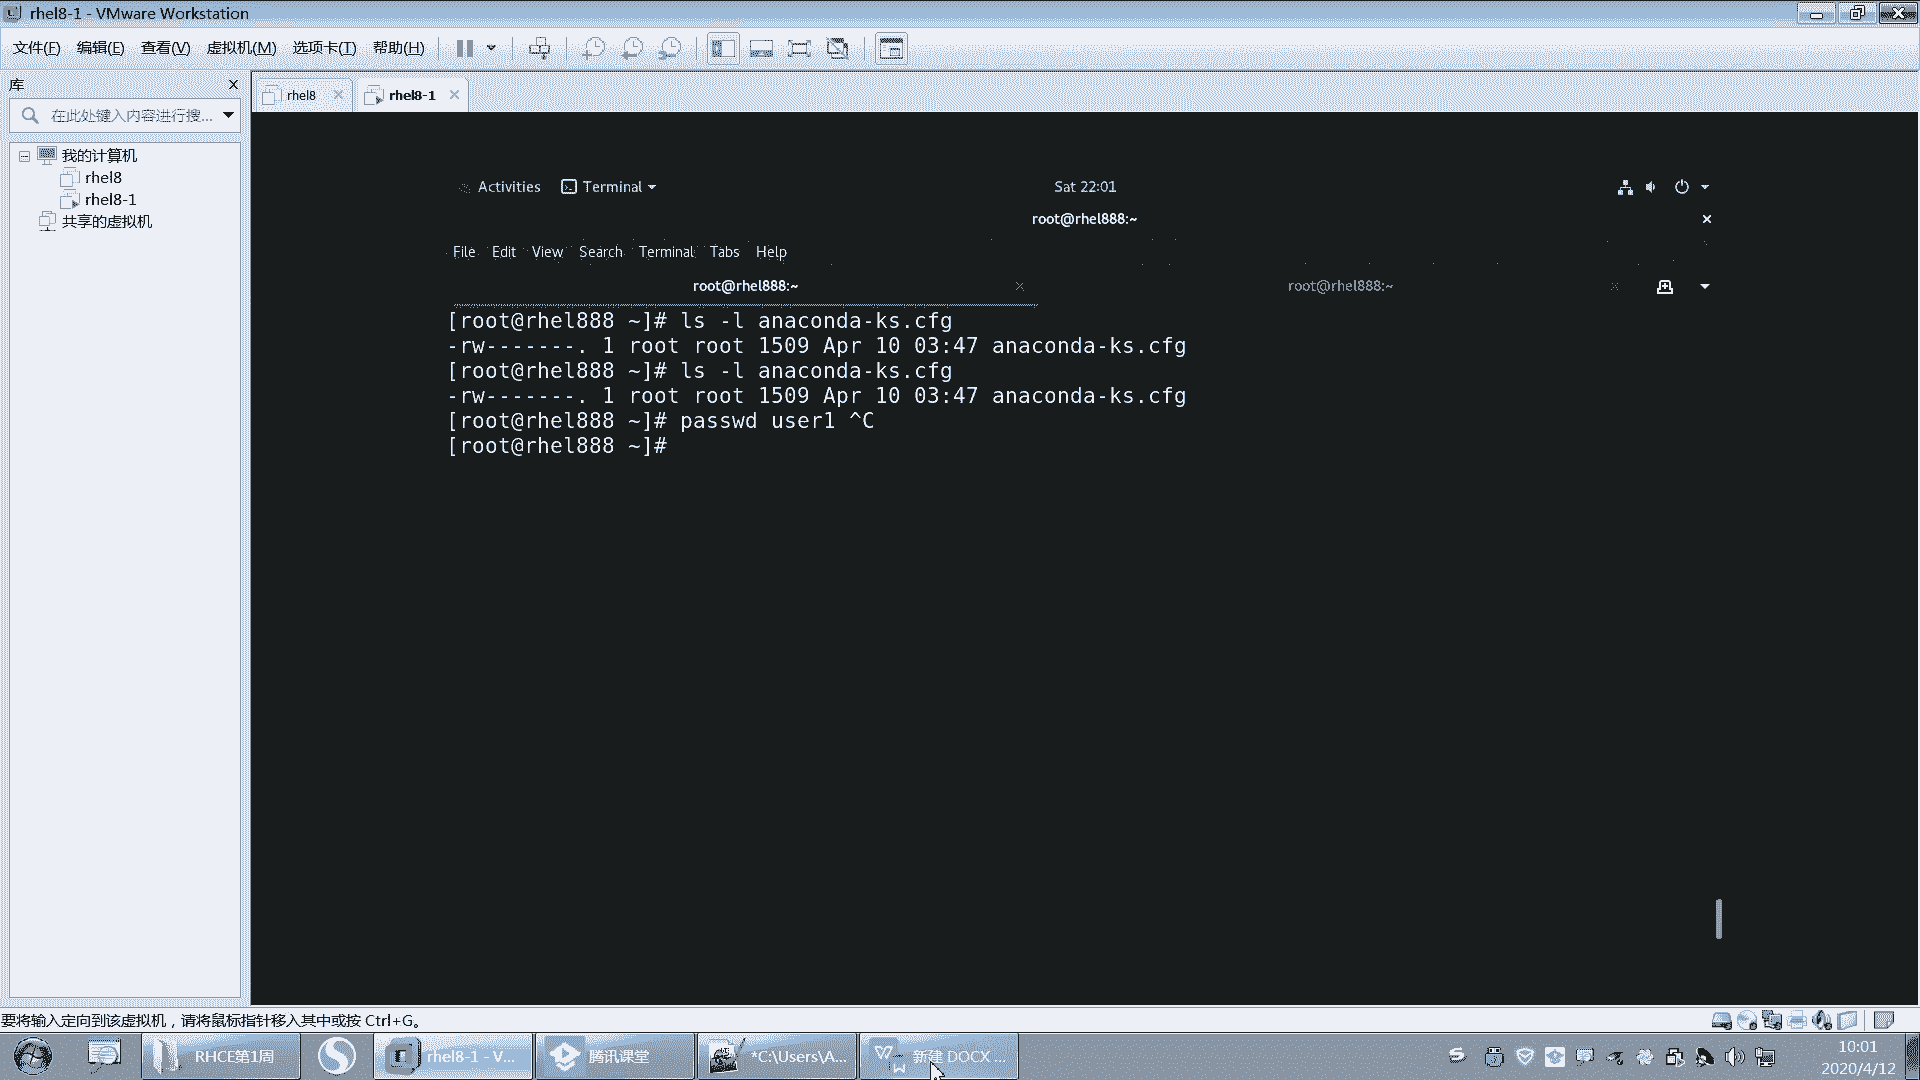 rhel8-1 - VMware Workstation
文件(F) 编辑(E) 查看(V) 虚拟机(M) 选项卡(T) 帮助(H)
库
在此处键入内容进行搜...
我的计算机
rhel8
rhel8-1
共享的虚拟机
rhel8 rhel8-1
Activities Terminal Sat 22:01
root@rhel888:~
File Edit View Search Terminal Tabs Help
root@rhel888:~ root@rhel888:~
[root@rhel888 ~]# ls -l anaconda-ks.cfg
-rw-------. 1 root root 1509 Apr 10 03:47 anaconda-ks.cfg
[root@rhel888 ~]# ls -l anaconda-ks.cfg
-rw-------. 1 root root 1509 Apr 10 03:47 anaconda-ks.cfg
[root@rhel888 ~]# passwd user1 ^C
[root@rhel888 ~]#
要将输入定向到该虚拟机，请将鼠标指针移入其中或按 Ctrl+G。
RHCE第1周 rhel8-1 - V... 腾讯课堂 *C:\Users\A... 新建 DOCX ...
10:01
2020/4/12